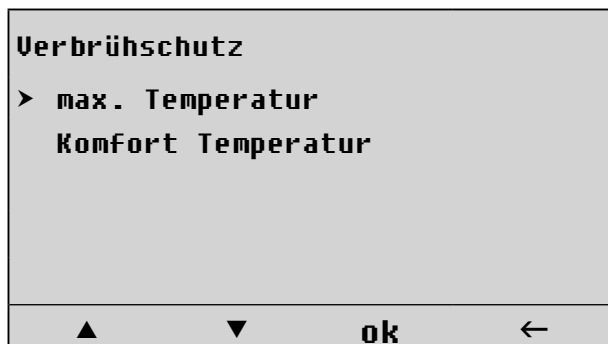 Verbrühschutz
➤ max. Temperatur
Komfort Temperatur
▲ ▼ ok ←